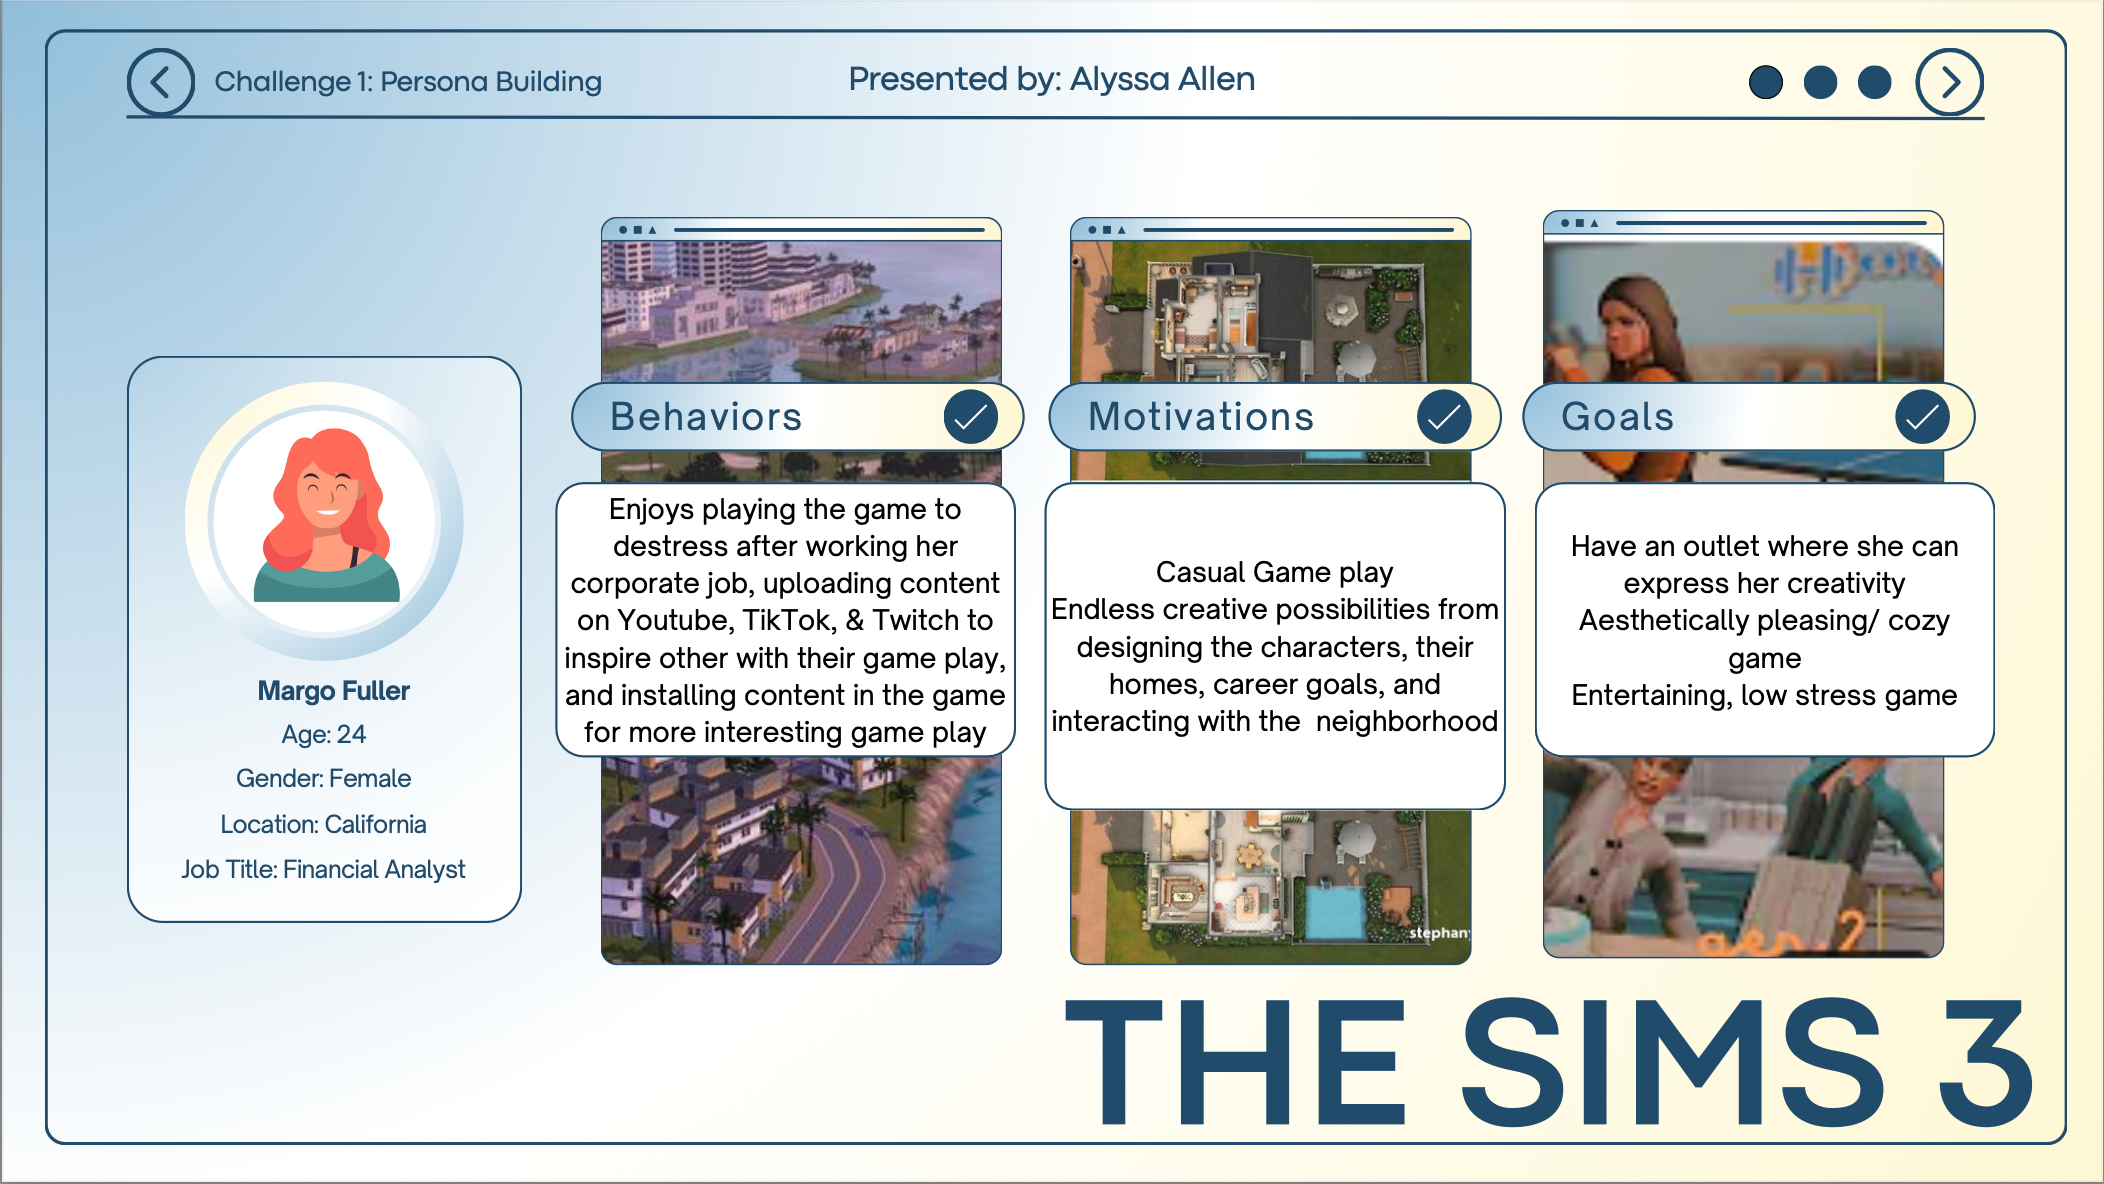 Challenge 1: Persona Building
Presented by: Alyssa Allen
Margo Fuller
Age: 24
Gender: Female
Location: California
Job Title: Financial Analyst
Behaviors
Enjoys playing the game to
destress after working her
corporate job, uploading content
on Youtube, TikTok, & Twitch to
inspire other with their game play,
and installing content in the game
for more interesting game play
Motivations
Casual Game play
Endless creative possibilities from
designing the characters, their
homes, career goals, and
interacting with the  neighborhood
stephan
Goals
Have an outlet where she can
express her creativity
Aesthetically pleasing/ cozy
game
Entertaining, low stress game
THE SIMS 3